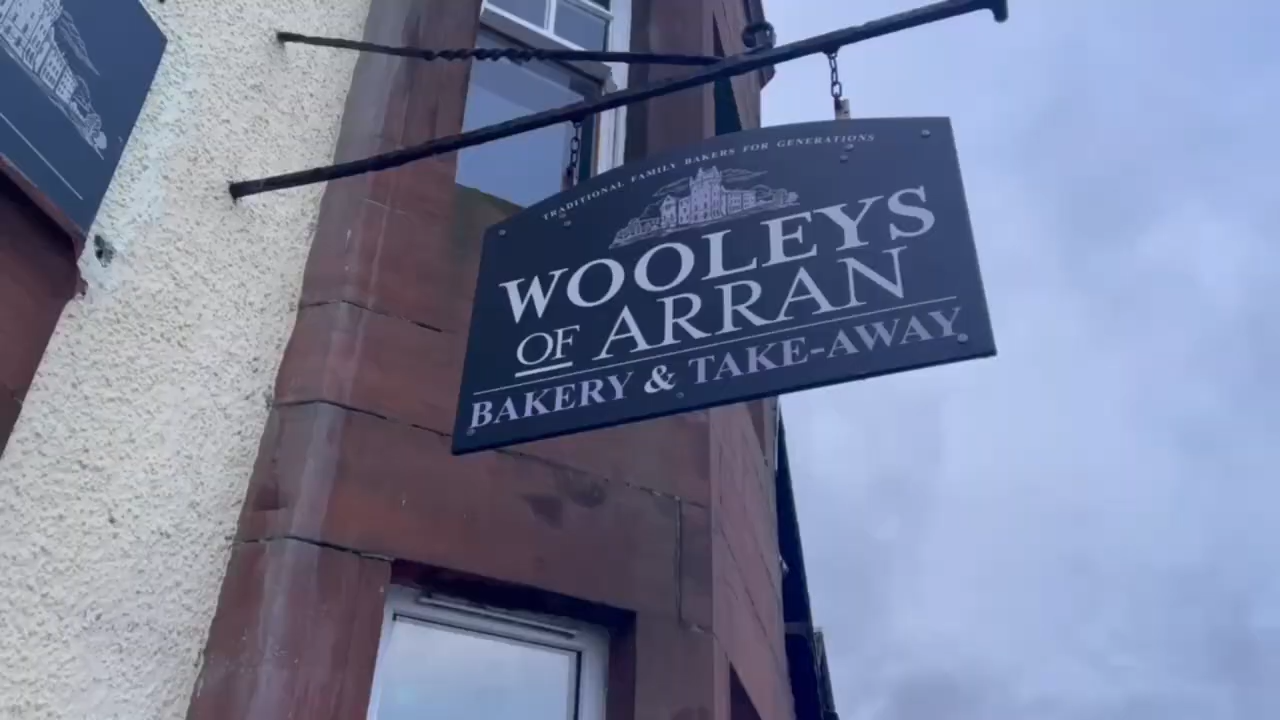 TRADITIONAL FAMILY BAKERS FOR GENERATIONS
WOOLEYS
OF ARRAN
BAKERY & TAKE-AWAY